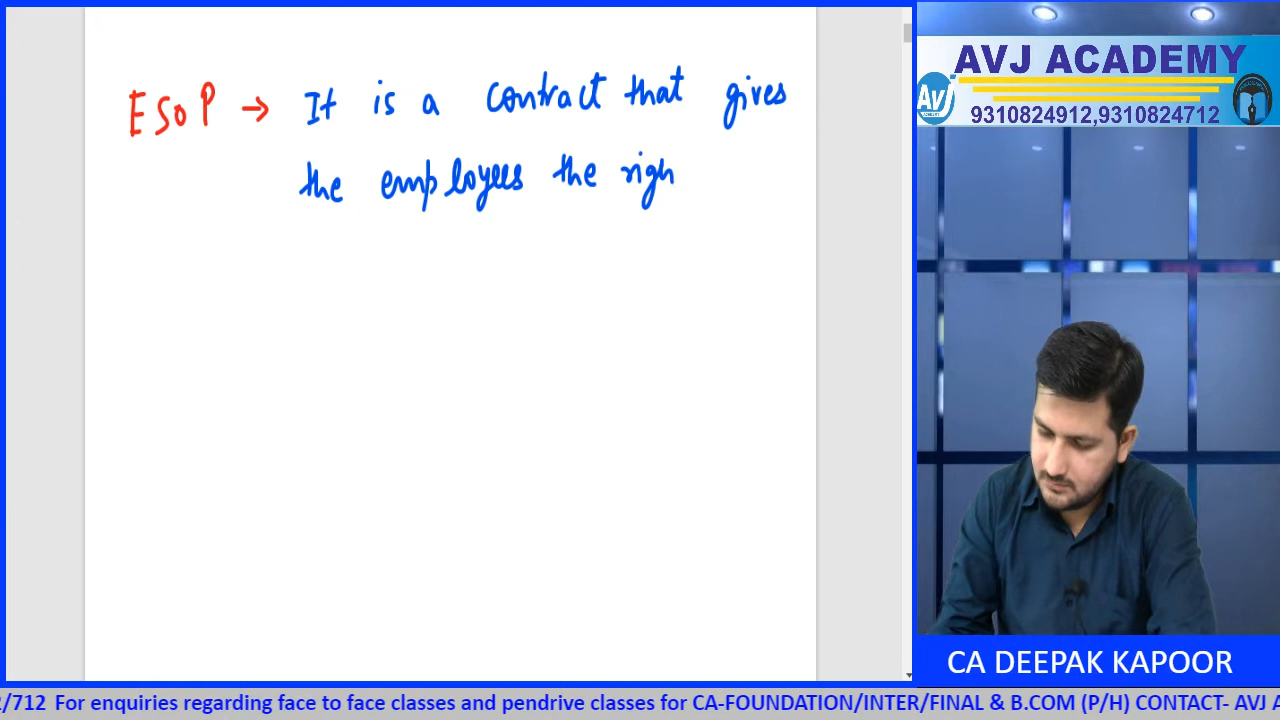 ESOP → It is a contract that gives
the employees the righ
AVJ ACADEMY
9310824912,9310824712
CA DEEPAK KAPOOR
2/712 For enquiries regarding face to face classes and pendrive classes for CA-FOUNDATION/INTER/FINAL & B.COM (P/H) CONTACT- AVJ A